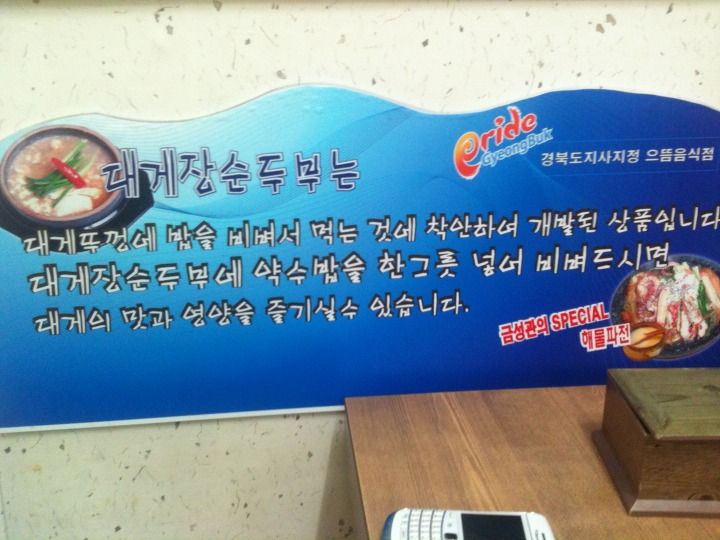 대게장순두부는
Pride
GyeongBuk
경북도지사지정 으뜸음식점
대게뚜껑에 밥을 비벼서 먹는 것에 착안하여 개발된 상품입니다
대게장순두부에 약수밥을 한그릇 넣어 비벼드시면
대게의 맛과 영양을 즐기실수 있습니다.
금성관의 SPECIAL
해물파전